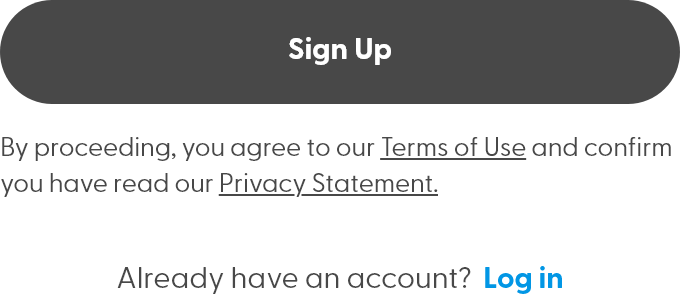 Sign Up
By proceeding, you agree to our Terms of Use and confirm
you have read our Privacy Statement.
Already have an account? Log in